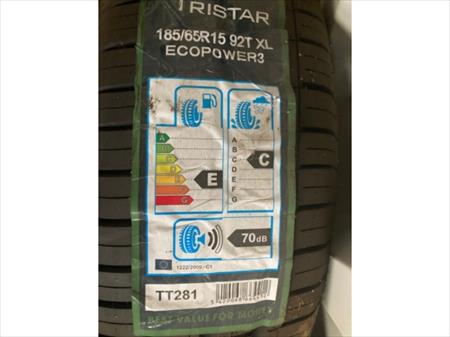 TRISTAR
185/65R15 92T XL
ECOPOWER3
A
B
C
D
E
F
G
E
A
B
C
D
E
F
G
C
70dB
1222/2009 - C1
TT281
BEST VALUE FOR MONEY